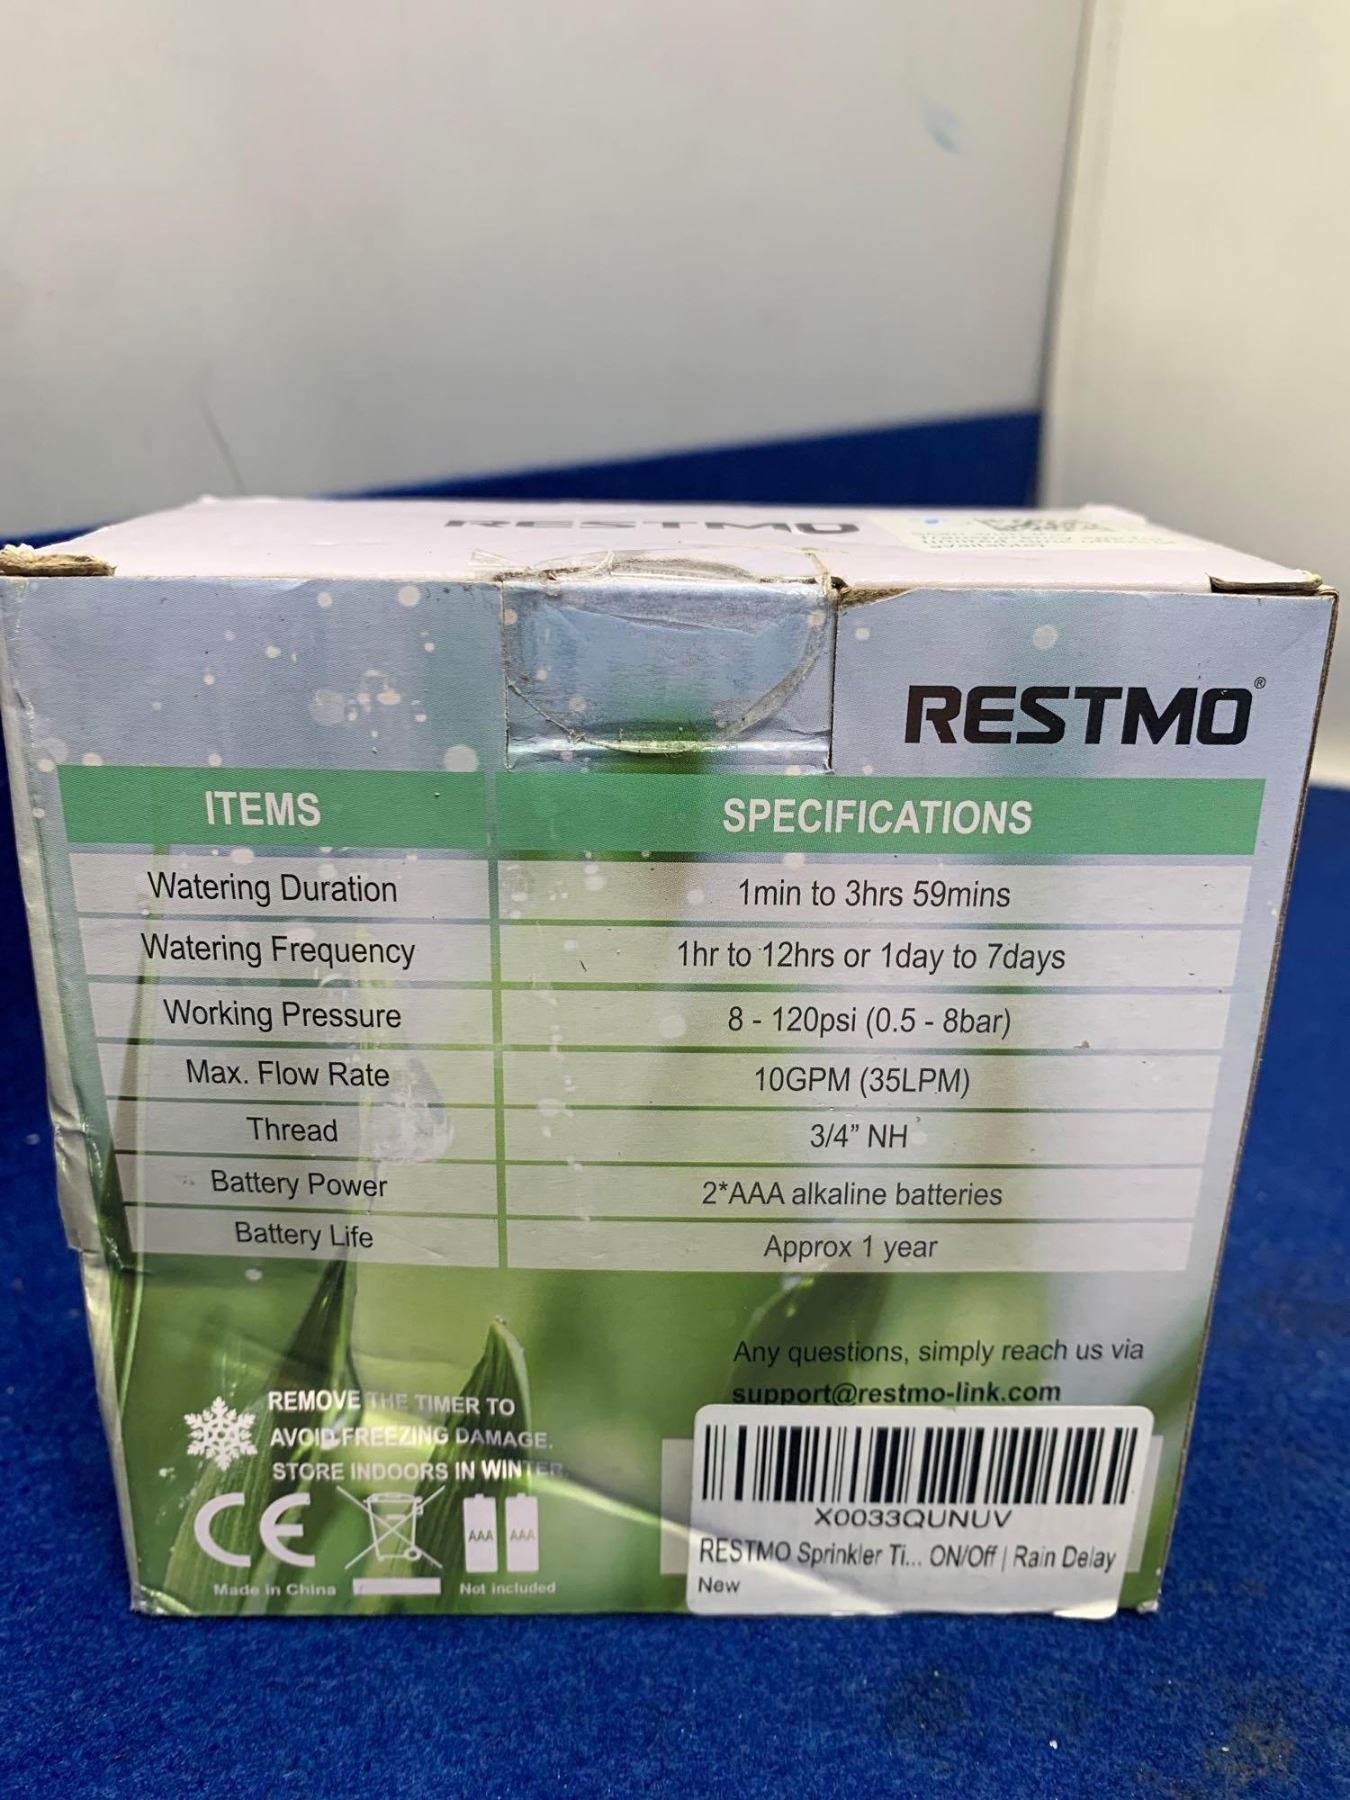 RESTMO
available!
RESTMO®
ITEMS SPECIFICATIONS
Watering Duration 1min to 3hrs 59mins
Watering Frequency 1hr to 12hrs or 1day to 7days
Working Pressure 8 - 120psi (0.5 - 8bar)
Max. Flow Rate 10GPM (35LPM)
Thread 3/4” NH
Battery Power 2*AAA alkaline batteries
Battery Life Approx 1 year
Any questions, simply reach us via
support@restmo-link.com
REMOVE THE TIMER TO
AVOID FREEZING DAMAGE.
STORE INDOORS IN WINTER.
CE
AAA AAA
Made in China
Not included
X0033QUNUV
RESTMO Sprinkler Ti... ON/Off | Rain Delay
New